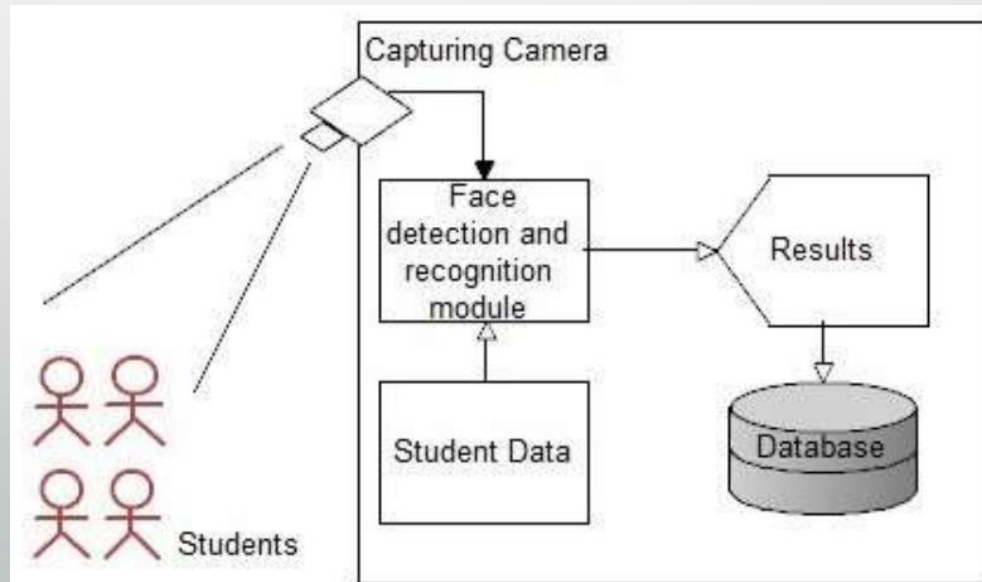 Capturing Camera
Face
detection and
recognition
module
Results
Student Data
Database
Students